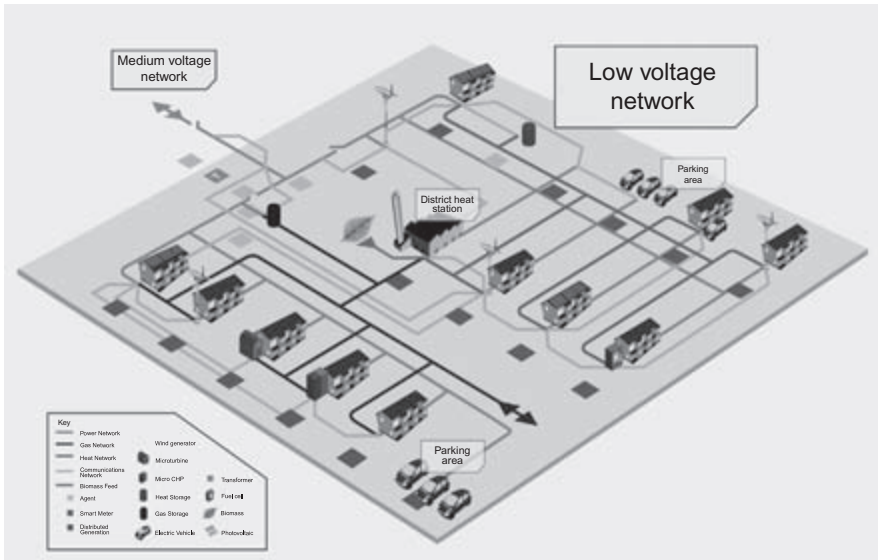 Medium voltage
network
Low voltage
network
Parking
area
District heat
station
Parking
area
Key
Power Network
Gas Network
Heat Network
Communications
Network
Biomass Feed
Agent
Smart Meter
Distributed
Generation
Wind generator
Microturbine
Micro CHP
Heat Storage
Gas Storage
Electric Vehicle
Transformer
Fuel cell
Biomass
Photovoltaic